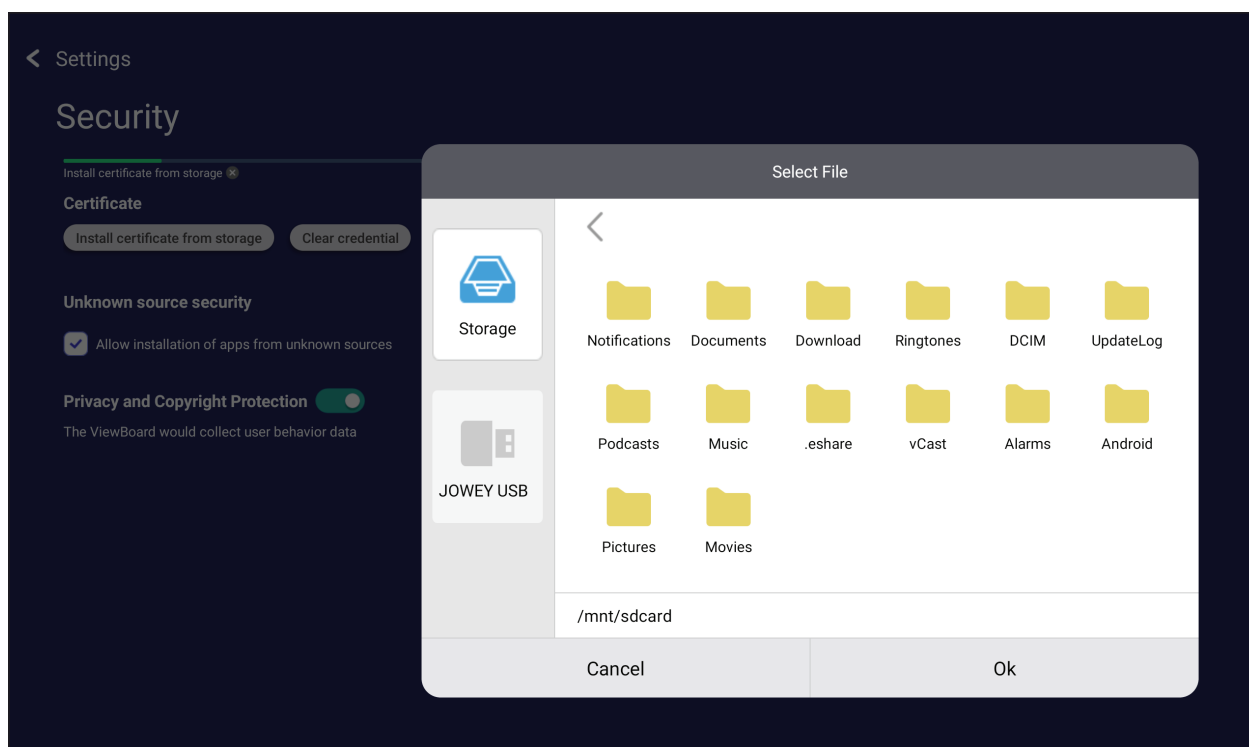 Settings
Security
Install certificate from storage
Certificate
Install certificate from storage Clear credential
Unknown source security
Allow installation of apps from unknown sources
Privacy and Copyright Protection
The ViewBoard would collect user behavior data
Select File
Storage
JOWEY USB
Notifications Documents Download Ringtones DCIM UpdateLog
Podcasts Music .eshare vCast Alarms Android
Pictures Movies
/mnt/sdcard
Cancel Ok